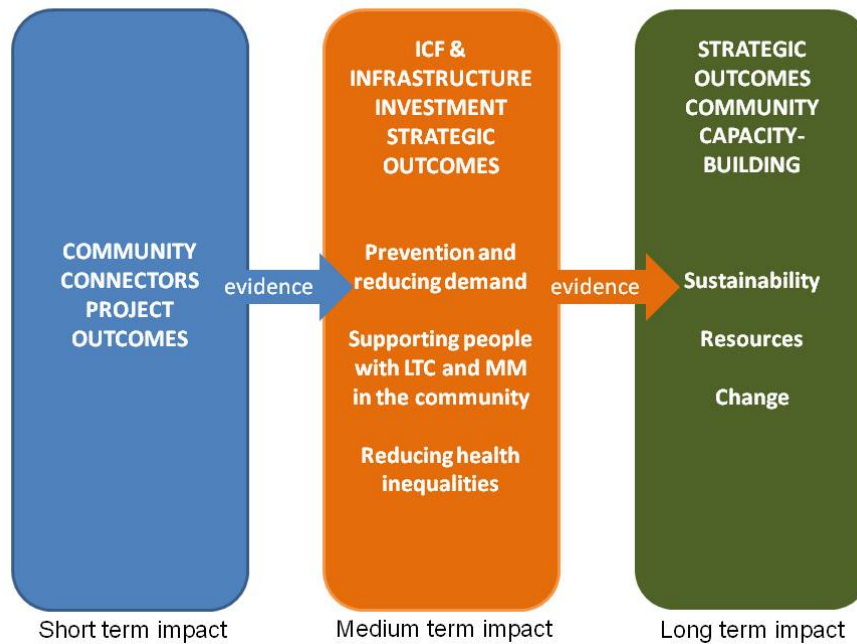 COMMUNITY
CONNECTORS
PROJECT
OUTCOMES
evidence
ICF &
INFRASTRUCTURE
INVESTMENT
STRATEGIC
OUTCOMES
Prevention and
reducing demand
Supporting people
with LTC and MM
in the community
Reducing health
inequalities
evidence
STRATEGIC
OUTCOMES
COMMUNITY
CAPACITY-
BUILDING
Sustainability
Resources
Change
Short term impact
Medium term impact
Long term impact